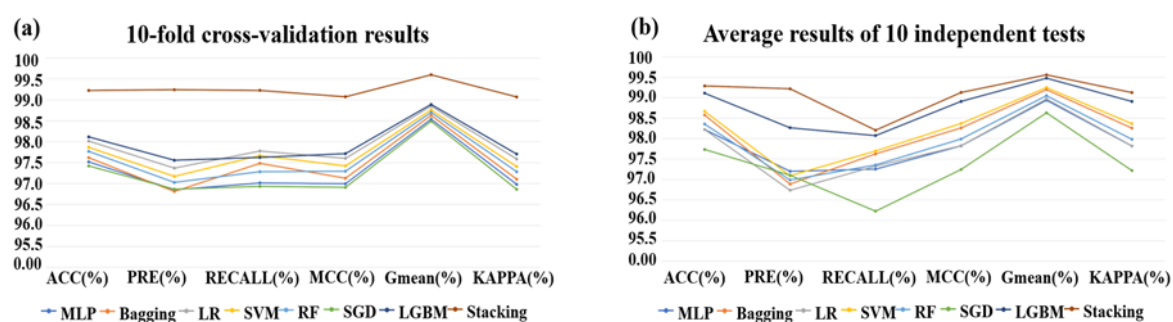 (a)
10-fold cross-validation results
100
99.5
99.0
98.5
98.0
97.5
97.0
96.5
96.0
95.5
0.00
ACC(%) PRE(%) RECALL(%) MCC(%) Gmean(%) KAPPA(%)
MLP Bagging LR SVM RF SGD LGBM Stacking
(b)
Average results of 10 independent tests
100
99.5
99.0
98.5
98.0
97.5
97.0
96.5
96.0
95.5
0.00
ACC(%) PRE(%) RECALL(%) MCC(%) Gmean(%) KAPPA(%)
MLP Bagging LR SVM RF SGD LGBM Stacking